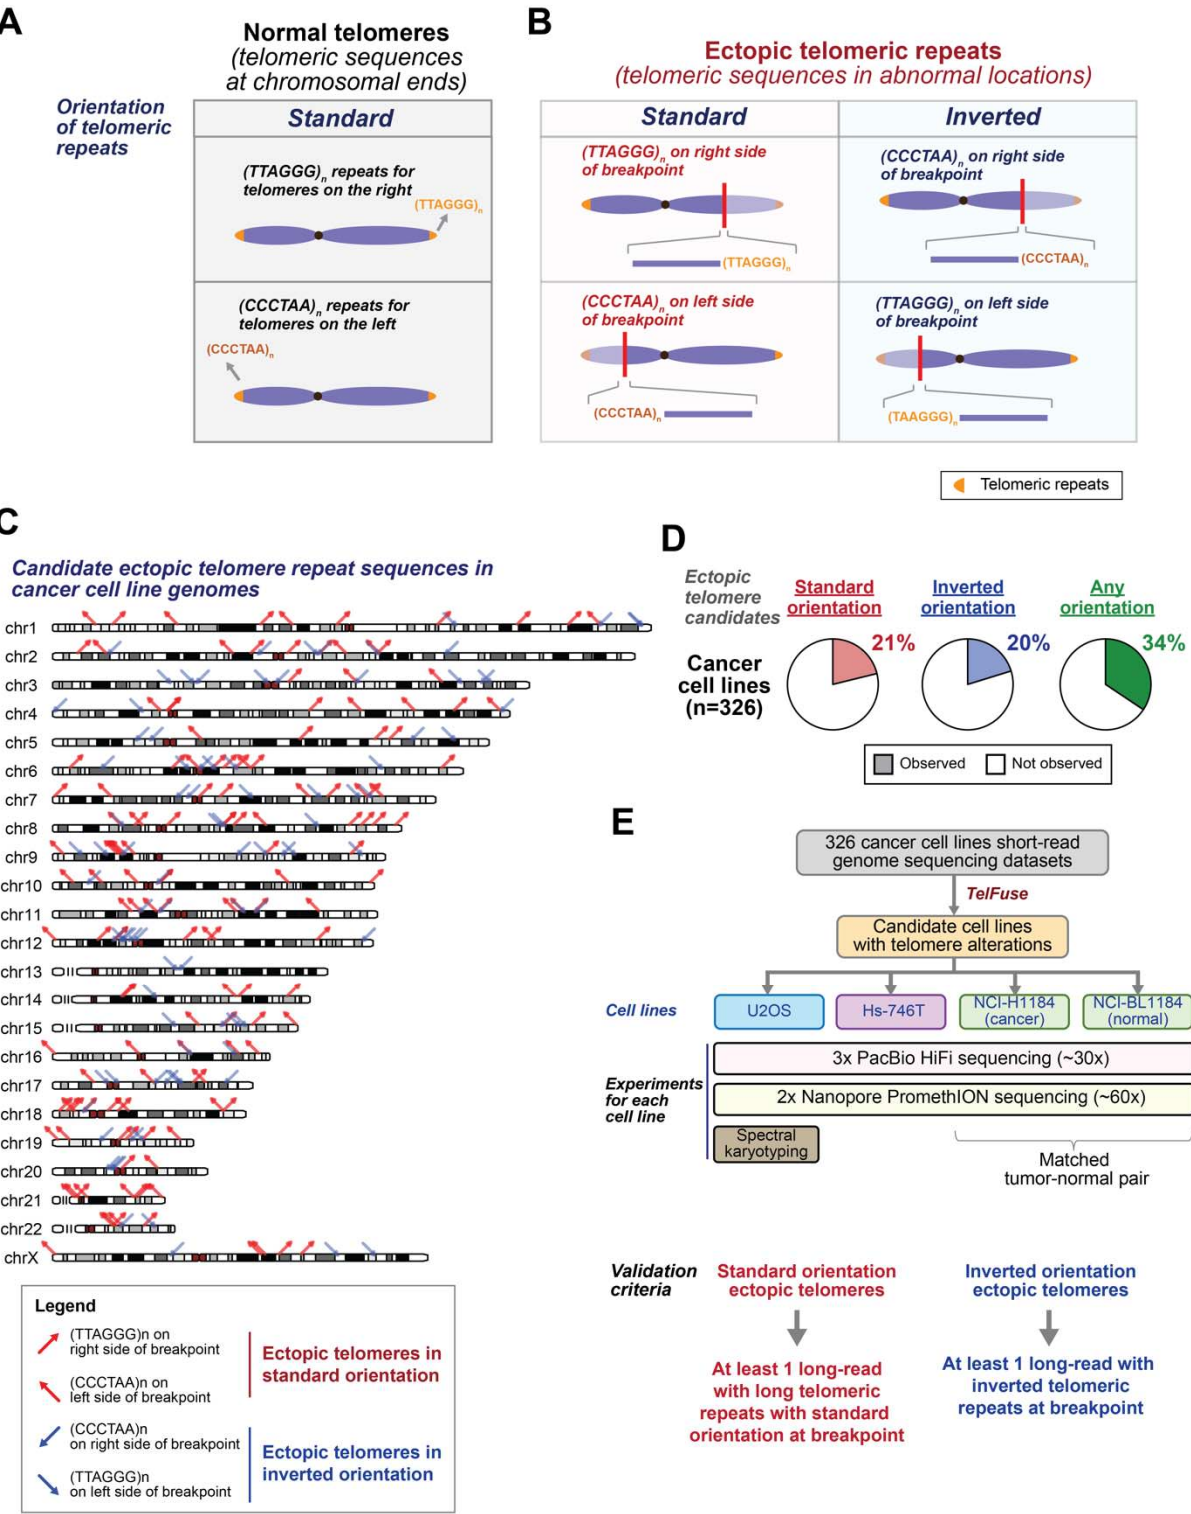 A
Normal telomeres
(telomeric sequences
at chromosomal ends)
Orientation
of telomeric
repeats
Standard
(TTAGGG)n repeats for
telomeres on the right
(TTAGGG)n
(CCCTAA)n repeats for
telomeres on the left
(CCCTAA)n
B
Ectopic telomeric repeats
(telomeric sequences in abnormal locations)
Standard
Inverted
(TTAGGG)n on right side
of breakpoint
(TTAGGG)n
(CCCTAA)n on right side
of breakpoint
(CCCTAA)n
(CCCTAA)n on left side
of breakpoint
(CCCTAA)n
(TTAGGG)n on left side
of breakpoint
(TAAGGG)n
Telomeric repeats
C
Candidate ectopic telomere repeat sequences in
cancer cell line genomes
chr1
chr2
chr3
chr4
chr5
chr6
chr7
chr8
chr9
chr10
chr11
chr12
chr13
chr14
chr15
chr16
chr17
chr18
chr19
chr20
chr21
chr22
chrX
Legend
(TTAGGG)n on
right side of breakpoint
(CCCTAA)n on
left side of breakpoint
Ectopic telomeres in
standard orientation
(CCCTAA)n
on right side of breakpoint
(TTAGGG)n
on left side of breakpoint
Ectopic telomeres in
inverted orientation
D
Ectopic
telomere
candidates
Standard
orientation
Inverted
orientation
Any
orientation
Cancer
cell lines
(n=326)
21%
20%
34%
Observed
Not observed
E
326 cancer cell lines short-read
genome sequencing datasets
TelFuse
Candidate cell lines
with telomere alterations
Cell lines
U2OS
Hs-746T
NCI-H1184
(cancer)
NCI-BL1184
(normal)
Experiments
for each
cell line
3x PacBio HiFi sequencing (~30x)
2x Nanopore PromethION sequencing (~60x)
Spectral
karyotyping
Matched
tumor-normal pair
Validation
criteria
Standard orientation
ectopic telomeres
At least 1 long-read
with long telomeric
repeats with standard
orientation at breakpoint
Inverted orientation
ectopic telomeres
At least 1 long-read with
inverted telomeric
repeats at breakpoint